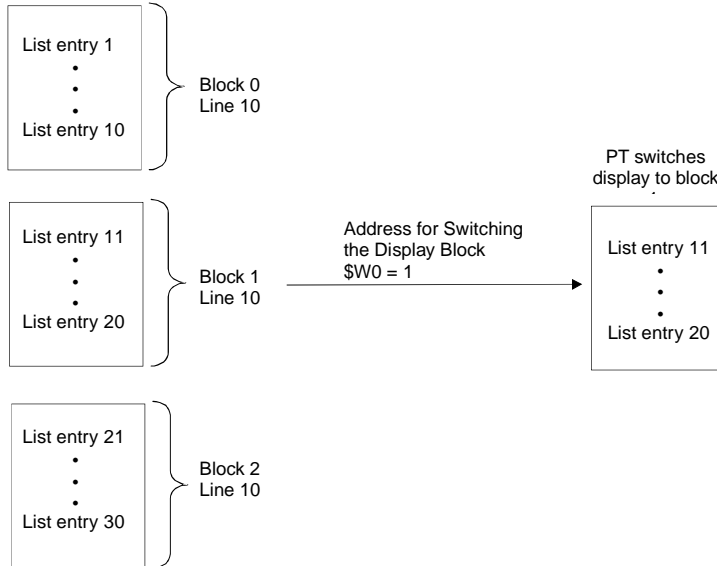 List entry 1
List entry 10
Block 0
Line 10
List entry 11
List entry 20
Block 1
Line 10
Address for Switching
the Display Block
$W0 = 1
PT switches
display to block
List entry 11
List entry 20
List entry 21
List entry 30
Block 2
Line 10